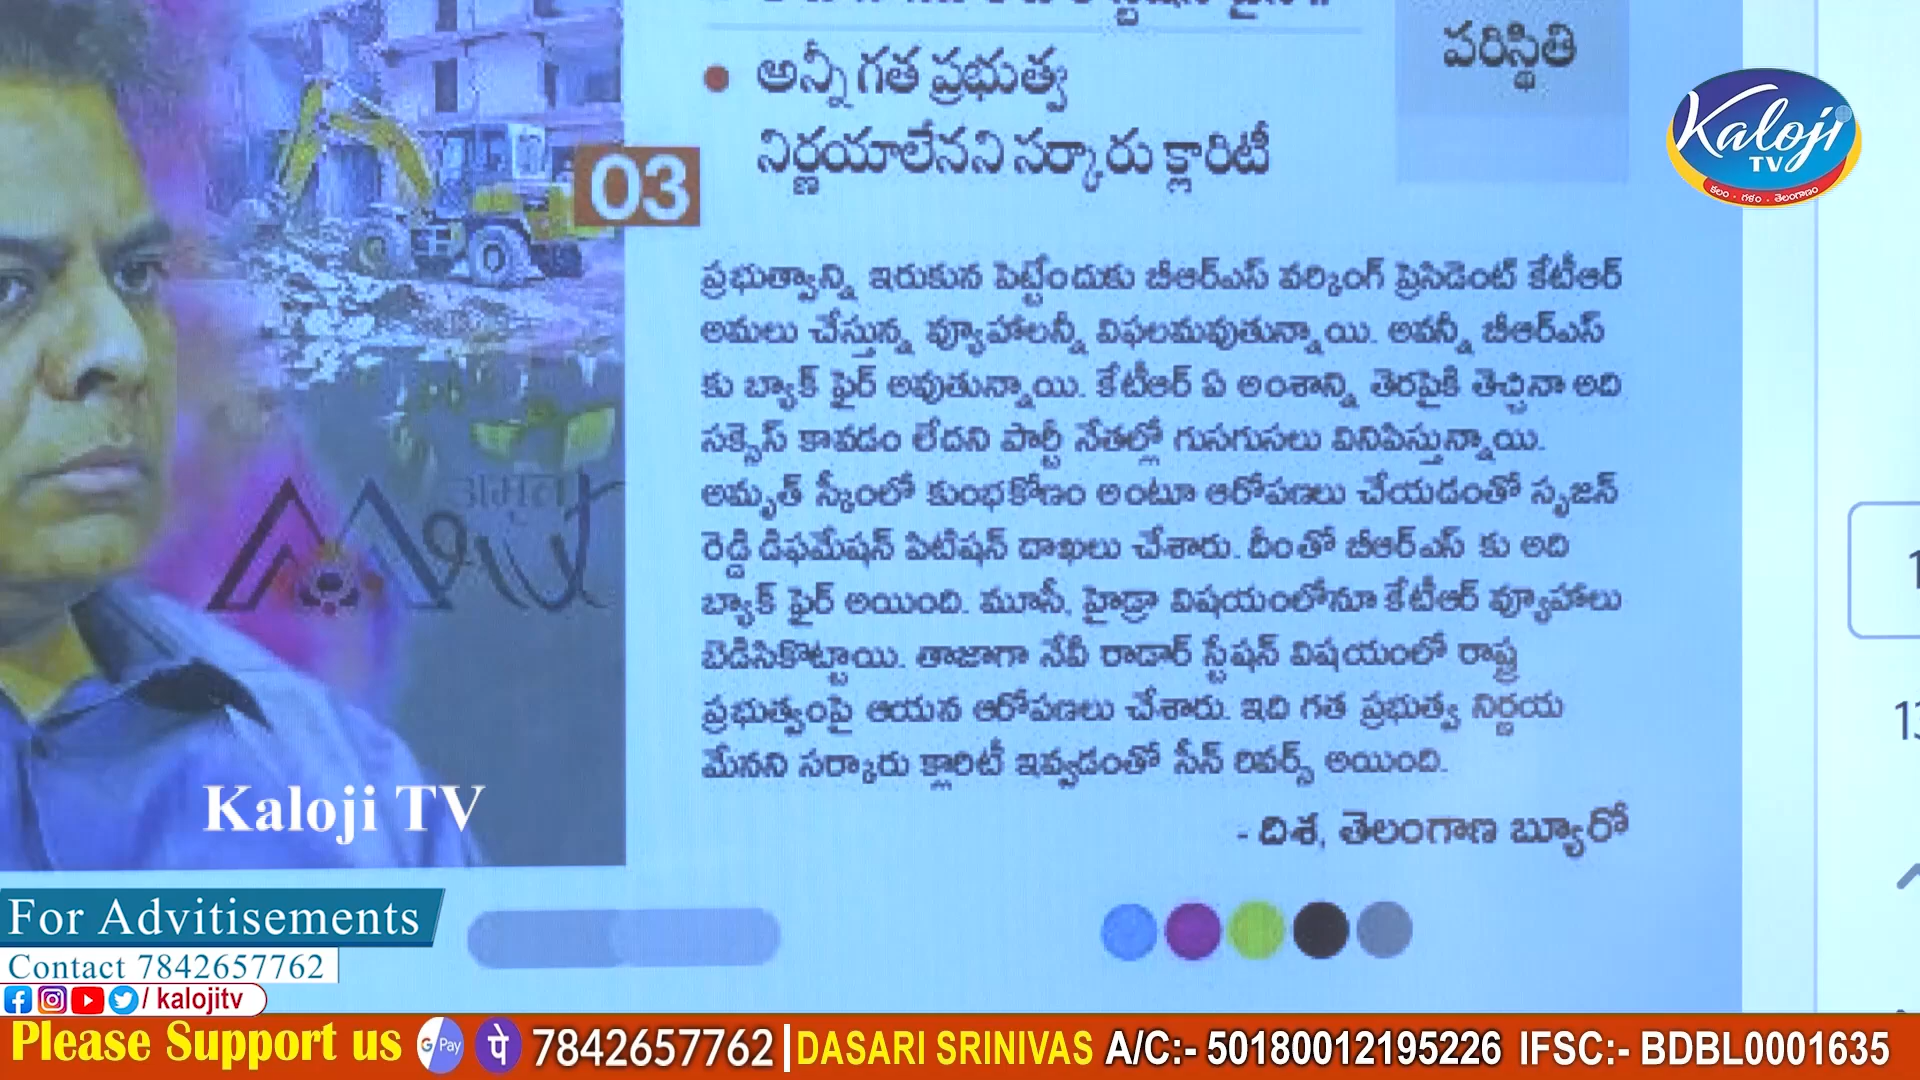 పరిస్థితి
• అన్నీ గత ప్రభుత్వ
నిర్ణయాలేనని సర్కారు క్లారిటీ
03
ప్రభుత్వాన్ని ఇరుకున పెట్టేందుకు బీఆర్ఎస్ వర్కింగ్ ప్రెసిడెంట్ కేటీఆర్
అమలు చేస్తున్న వ్యూహాలన్నీ విఫలమవుతున్నాయి. అవన్నీ బీఆర్ఎస్
కు బ్యాక్ ఫైర్ అవుతున్నాయి. కేటీఆర్ ఏ అంశాన్ని తెరపైకి తెచ్చినా అది
సక్సెస్ కావడం లేదని పార్టీ నేతల్లో గుసగుసలు వినిపిస్తున్నాయి.
అమృత్ స్కీంలో కుంభకోణం అంటూ ఆరోపణలు చేయడంతో సృజన్
రెడ్డి డిఫమేషన్ పిటిషన్ దాఖలు చేశారు. దీంతో బీఆర్ఎస్ కు అది
బ్యాక్ ఫైర్ అయింది. మూసీ, హైడ్రా విషయంలోనూ కేటీఆర్ వ్యూహాలు
బెడిసికొట్టాయి. తాజాగా నేవీ రాడార్ స్టేషన్ విషయంలో రాష్ట్ర
ప్రభుత్వంపై ఆయన ఆరోపణలు చేశారు. ఇది గత ప్రభుత్వ నిర్ణయ
మేనని సర్కారు క్లారిటీ ఇవ్వడంతో సీన్ రివర్స్ అయింది.
- దిశ, తెలంగాణ బ్యూరో
Kaloji
TV
కలం - గళం - తెలంగాణం
अमृत
Kaloji TV
For Advitisements
Contact 7842657762
/ kalojitv
Please Support us G Pay पे 7842657762 | DASARI SRINIVAS A/C:- 50180012195226 IFSC:- BDBL0001635